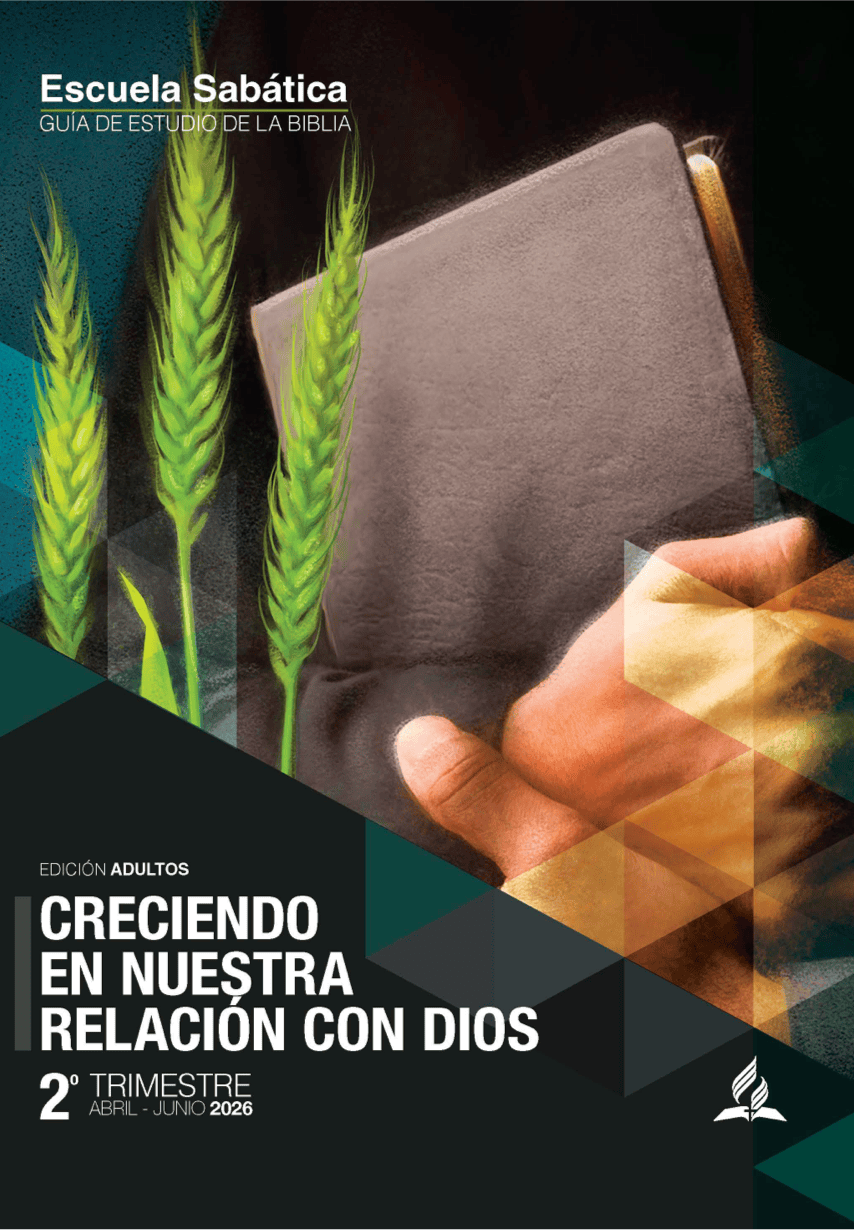 Escuela Sabática
GUÍA DE ESTUDIO DE LA BIBLIA
EDICIÓN ADULTOS
CRECIENDO
EN NUESTRA
RELACIÓN CON DIOS
2º TRIMESTRE
ABRIL - JUNIO 2026